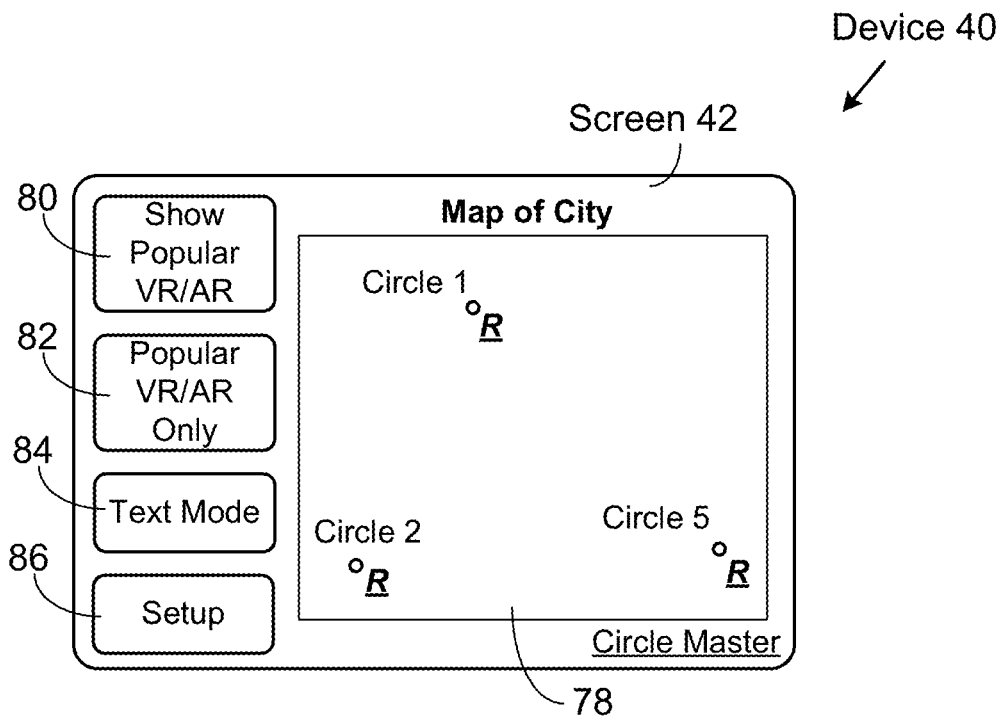 Device 40
Screen 42
80
Show
Popular
VR/AR
82
Popular
VR/AR
Only
84
Text Mode
86
Setup
Map of City
Circle 1
R
Circle 2
R
Circle 5
R
Circle Master
78